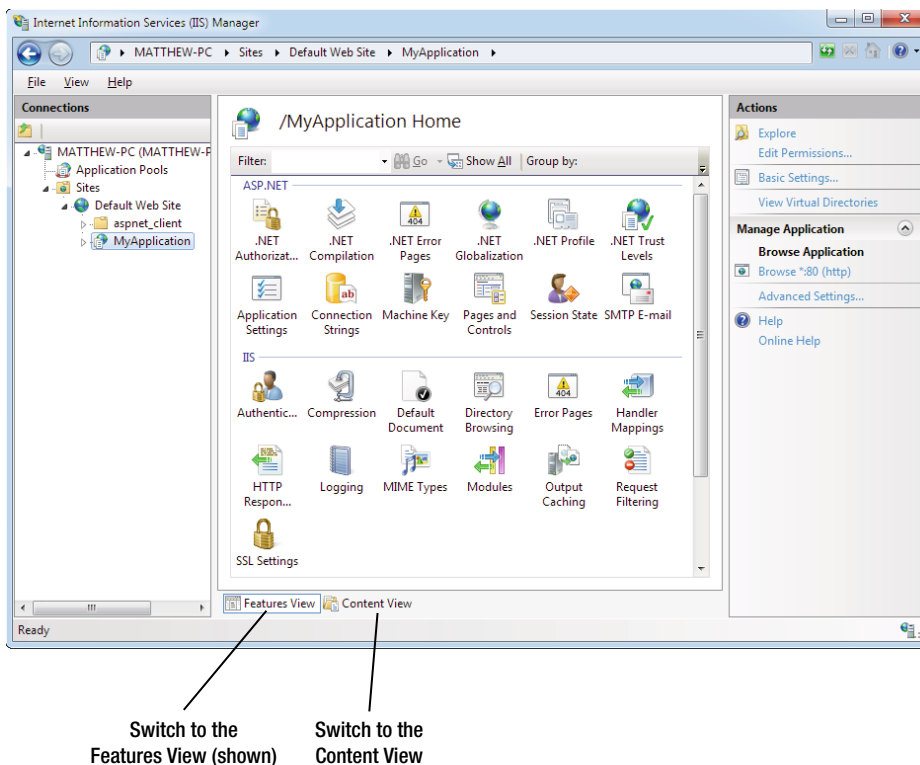 Internet Information Services (IIS) Manager
MATTHEW-PC Sites Default Web Site MyApplication
File View Help
Connections
MATTHEW-PC (MATTHEW-P
Application Pools
Sites
Default Web Site
aspnet_client
MyApplication
/MyApplication Home
Filter: Go Show All Group by:
ASP.NET
.NET Authorizat...
.NET Compilation
.NET Error Pages
.NET Globalization
.NET Profile
.NET Trust Levels
Application Settings
Connection Strings
Machine Key
Pages and Controls
Session State
SMTP E-mail
IIS
Authentic...
Compression
Default Document
Directory Browsing
Error Pages
Handler Mappings
HTTP Respon...
Logging
MIME Types
Modules
Output Caching
Request Filtering
SSL Settings
Features View Content View
Actions
Explore
Edit Permissions...
Basic Settings...
View Virtual Directories
Manage Application
Browse Application
Browse *:80 (http)
Advanced Settings...
Help
Online Help
Ready
Switch to the
Features View (shown)
Switch to the
Content View